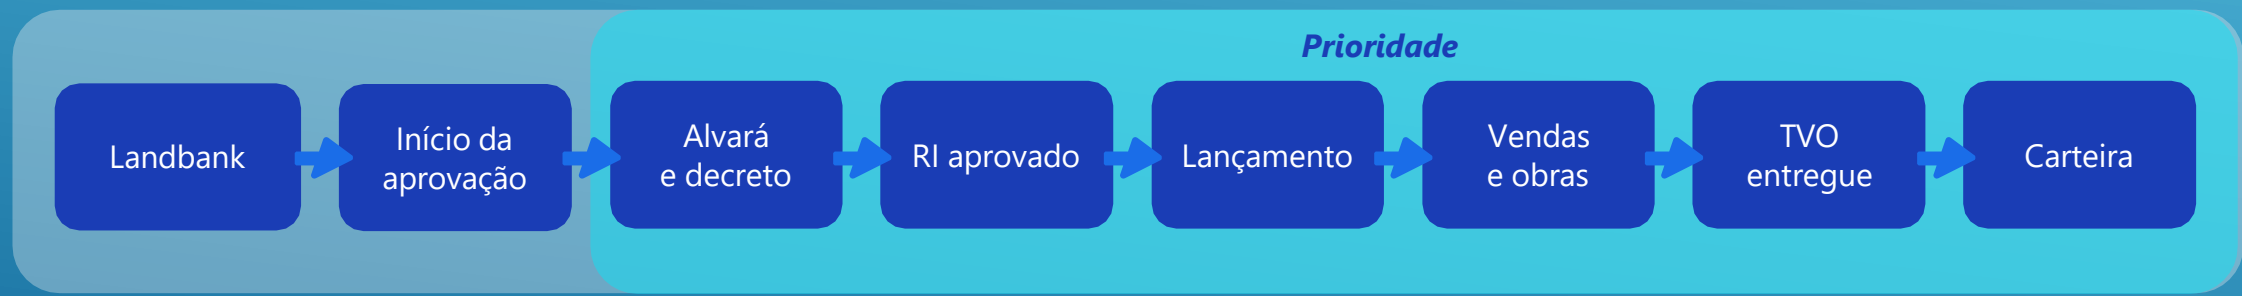 Prioridade
Landbank
Início da
aprovação
Alvará
e decreto
RI aprovado
Lançamento
Vendas
e obras
TVO
entregue
Carteira